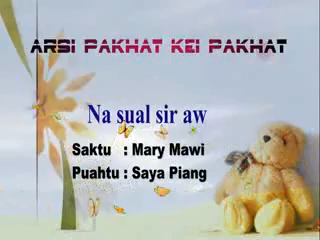 ARSI PAKHAT KEI PAKHAT
Na sual sir aw
Saktu : Mary Mawi
Puahtu : Saya Piang